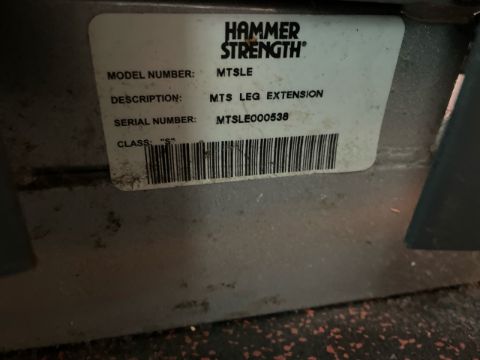 HAMMER
STRENGTH®
MODEL NUMBER: MTSLE
DESCRIPTION: MTS LEG EXTENSION
SERIAL NUMBER: MTSLE000538
CLASS: "S"